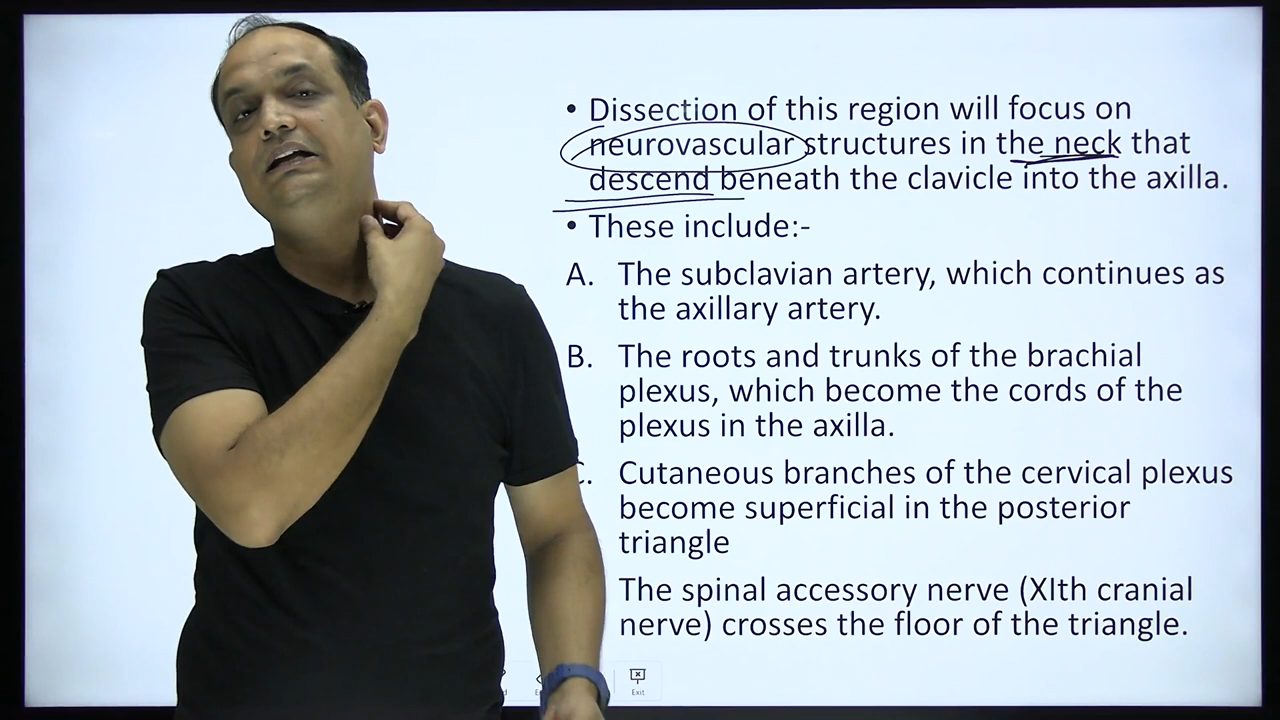 • Dissection of this region will focus on
neurovascular structures in the neck that
descend beneath the clavicle into the axilla.
• These include:-
A. The subclavian artery, which continues as
the axillary artery.
B. The roots and trunks of the brachial
plexus, which become the cords of the
plexus in the axilla.
C. Cutaneous branches of the cervical plexus
become superficial in the posterior
triangle
The spinal accessory nerve (XIth cranial
nerve) crosses the floor of the triangle.
Exit